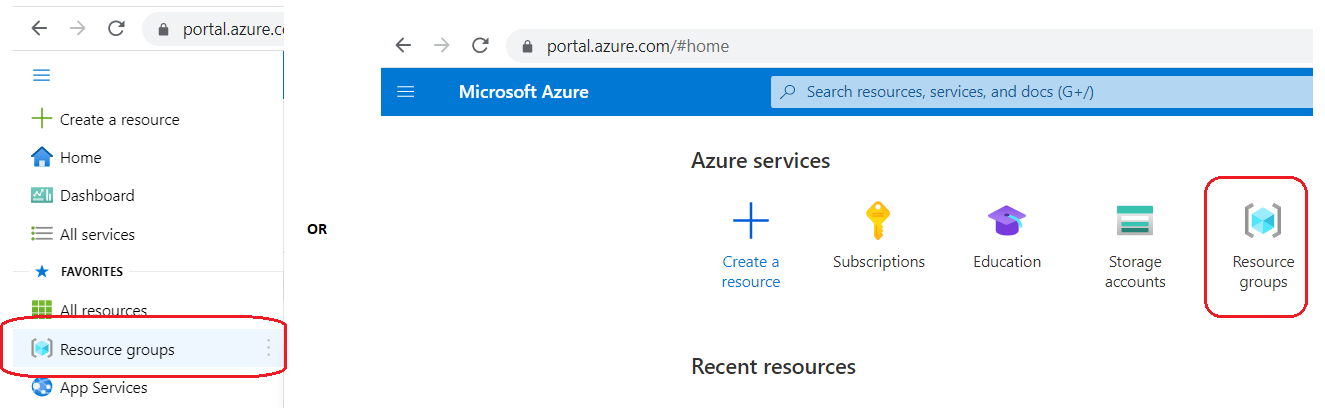 portal.azure.c
Create a resource
Home
Dashboard
All services
FAVORITES
All resources
Resource groups
App Services
OR
portal.azure.com/#home
Microsoft Azure
Search resources, services, and docs (G+/)
Azure services
Create a
resource
Subscriptions
Education
Storage
accounts
Resource
groups
Recent resources